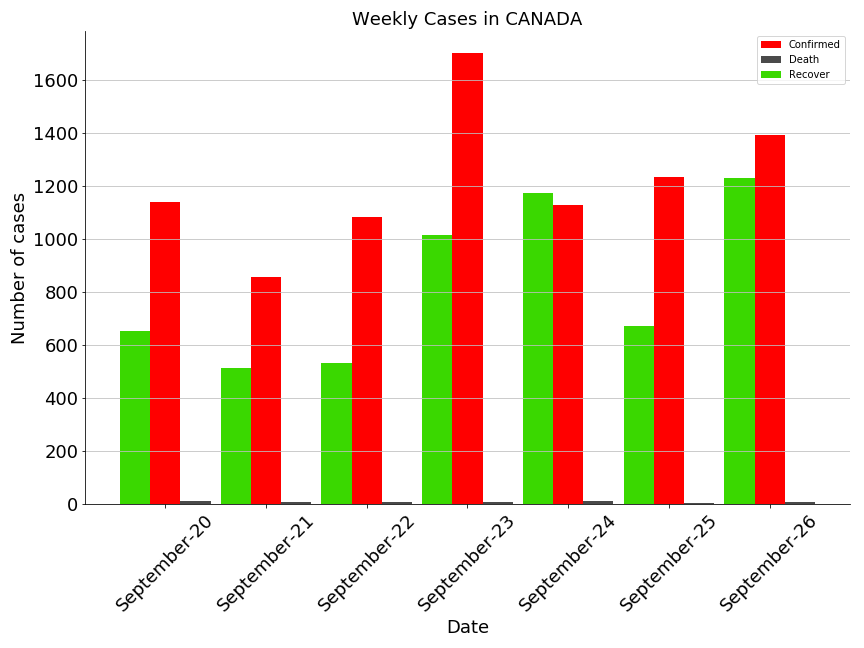 Weekly Cases in CANADA
Confirmed
Death
Recover
Number of cases
1600
1400
1200
1000
800
600
400
200
0
September-20
September-21
September-22
September-23
September-24
September-25
September-26
Date